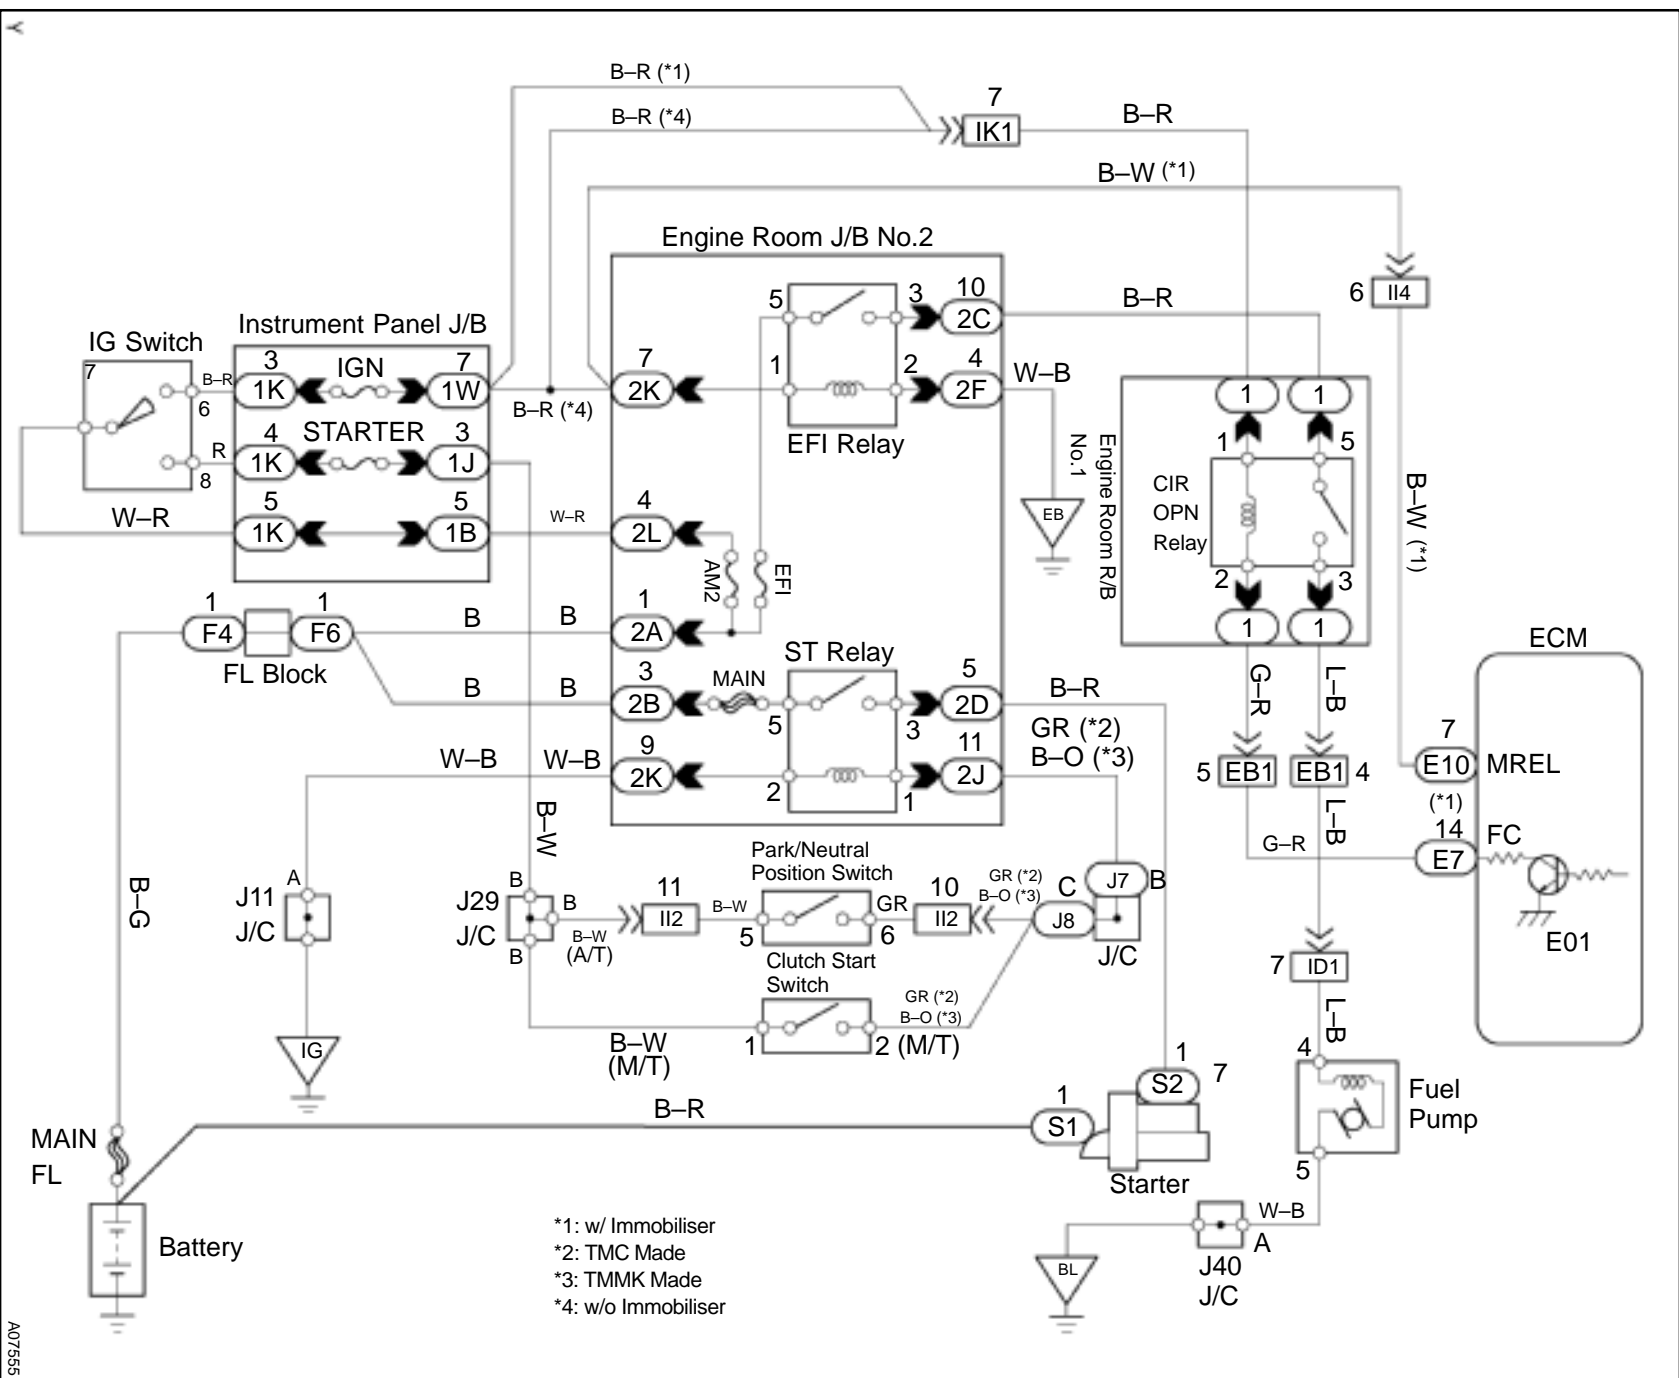 Y
B–R (*1)
7
B–R (*4)
IK1
B–R
B–W (*1)
Engine Room J/B No.2
6
II4
5
3
10
2C
B–R
IG Switch
Instrument Panel J/B
7
B–R
6
3
1K
IGN
7
1W
B–R (*4)
7
2K
1
2
4
2F
W–B
EFI Relay
R
8
4
1K
STARTER
3
1J
W–R
5
1K
5
1B
W–R
4
2L
AM2
EFI
EB
Engine Room R/B
No.1
1
1
1
5
CIR
OPN
Relay
2
3
1
1
B–W (*1)
1
F4
1
F6
FL Block
B
B
1
2A
ST Relay
B
B
3
2B
MAIN
5
3
5
2D
B–R
GR (*2)
B–O (*3)
W–B
W–B
9
2K
2
1
11
2J
G–R
L–B
5
EB1
EB1
4
ECM
7
E10
MREL
(*1)
14
E7
FC
G–R
L–B
E01
B–G
B–W
J11
J/C
A
J29
J/C
B
B
B
B–W
(A/T)
11
II2
B–W
Park/Neutral
Position Switch
5
6
GR
10
II2
GR (*2)
B–O (*3)
C
J8
J7
B
J/C
Clutch Start
Switch
B–W
(M/T)
1
2 (M/T)
GR (*2)
B–O (*3)
7
ID1
L–B
IG
B–R
1
S1
1
S2
7
Starter
4
5
Fuel
Pump
MAIN
FL
Battery
W–B
A
J40
J/C
BL
*1: w/ Immobiliser
*2: TMC Made
*3: TMMK Made
*4: w/o Immobiliser
A07555